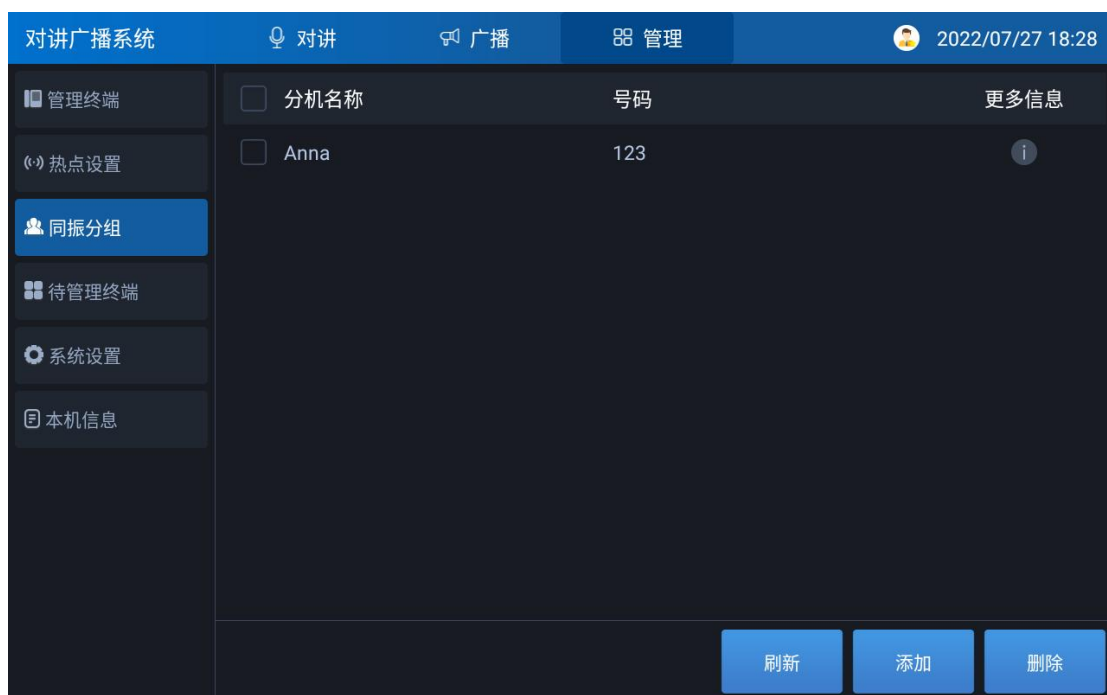 对讲广播系统 对讲 广播 管理 2022/07/27 18:28
管理终端
热点设置
同振分组
待管理终端
系统设置
本机信息
分机名称 号码 更多信息
Anna 123
刷新 添加 删除